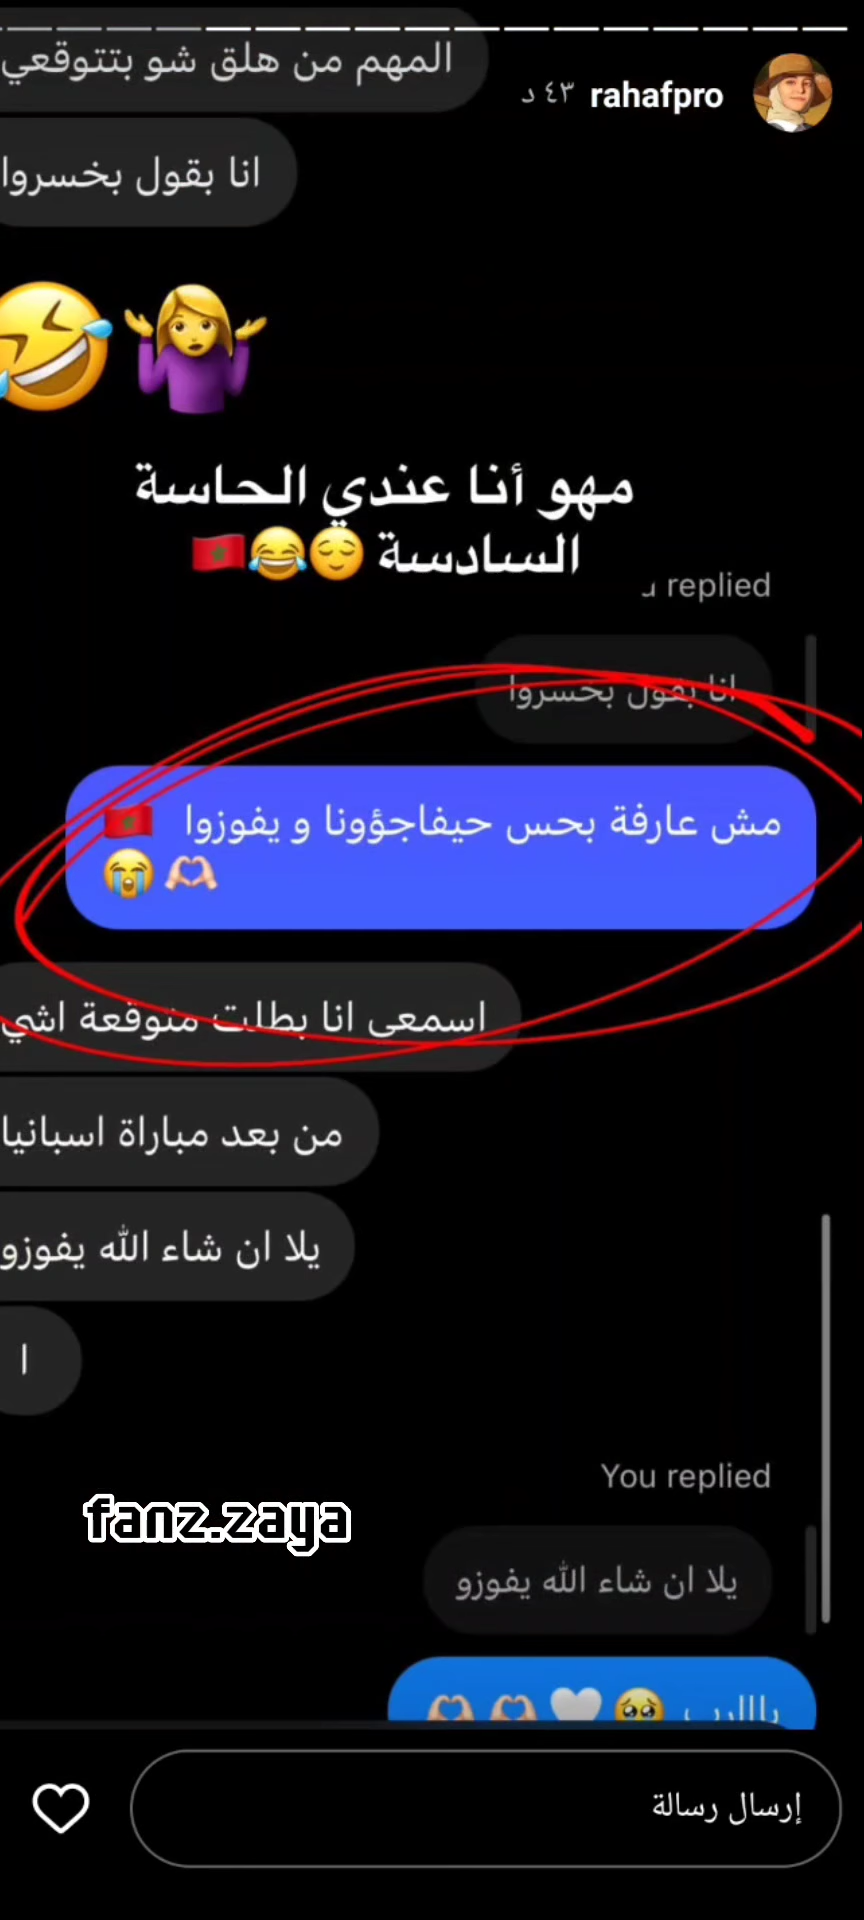 المهم من هلق شو بتتوقعي
rahafpro ٤٣ د
انا بقول بخسروا
🤣 🤷‍♀️
مهو أنا عندي الحاسة
السادسة 😌😂🇲🇦
replied
انا بقول بخسروا
مش عارفة بحس حيفاجؤونا و يفوزوا 🇲🇦
🫶🏻😭
اسمعي انا بطلت متوقعة اشي
من بعد مباراة اسبانيا
يلا ان شاء الله يفوزو
ا
You replied
fanz.zaya
يلا ان شاء الله يفوزو
يااارب 🥹🤍🫶🏻🫶🏻
إرسال رسالة